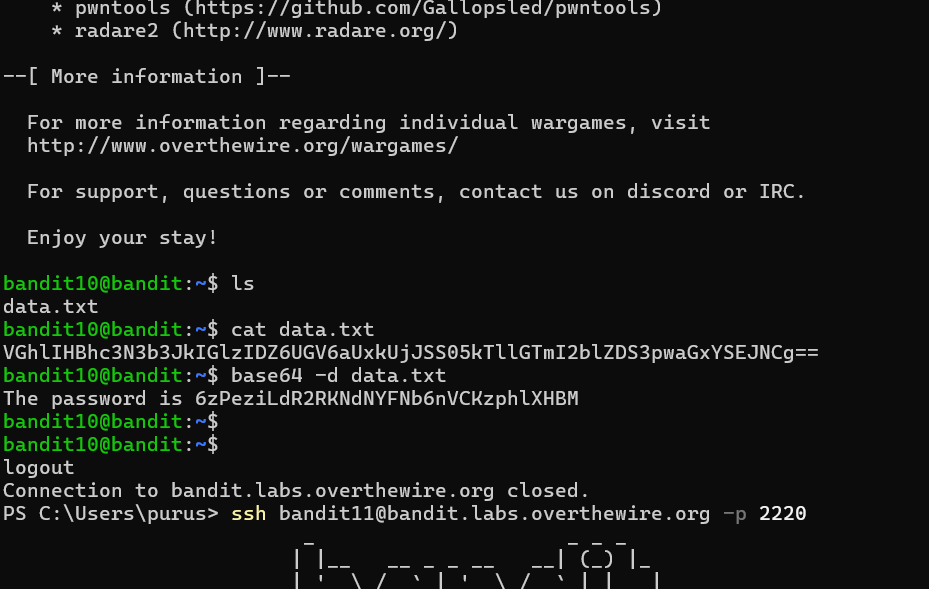 * pwntools (https://github.com/Gallopsled/pwntools)
* radare2 (http://www.radare.org/)
--[ More information ]--
For more information regarding individual wargames, visit
http://www.overthewire.org/wargames/
For support, questions or comments, contact us on discord or IRC.
Enjoy your stay!
bandit10@bandit:~$ ls
data.txt
bandit10@bandit:~$ cat data.txt
VGhlIHBhc3N3b3JkIGlzIDZ6UGV6aUxkUjJSS05kTllGTmI2blZDS3pwaGxYSEJNCg==
bandit10@bandit:~$ base64 -d data.txt
The password is 6zPeziLdR2RKNdNYFNb6nVCKzphlXHBM
bandit10@bandit:~$
bandit10@bandit:~$
logout
Connection to bandit.labs.overthewire.org closed.
PS C:\Users\purus> ssh bandit11@bandit.labs.overthewire.org -p 2220